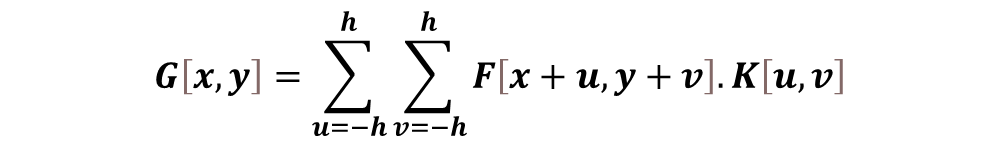 h h
G[x, y] = ∑ ∑ F[x + u, y + v]. K[u, v]
u=−h v=−h